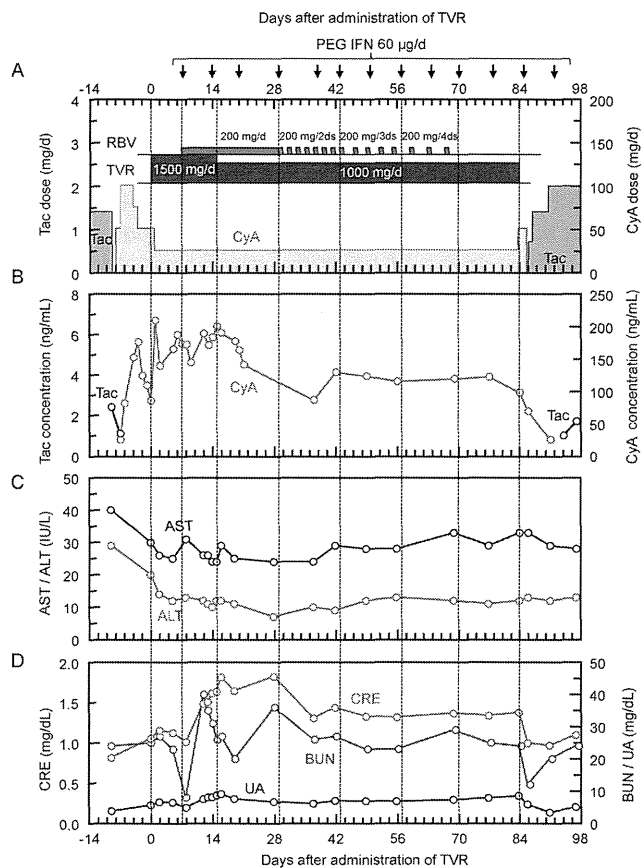 Days after administration of TVR
PEG IFN 60 µg/d
A
-14 0 14 28 42 56 70 84 98
4 3 2 1 0
Tac dose (mg/d)
200 150 100 50 0
CyA dose (mg/d)
RBV
200 mg/d
200 mg/2ds
200 mg/3ds
200 mg/4ds
TVR
1500 mg/d
1000 mg/d
Tac
CyA
Tac
B
8 6 4 2 0
Tac concentration (ng/mL)
250 200 150 100 50 0
CyA concentration (ng/mL)
Tac
CyA
Tac
C
50 40 30 20 10 0
AST / ALT (IU/L)
AST
ALT
D
2.0 1.5 1.0 0.5 0.0
CRE (mg/dL)
50 40 30 20 10 0
BUN / UA (mg/dL)
CRE
BUN
UA
-14 0 14 28 42 56 70 84 98
Days after administration of TVR